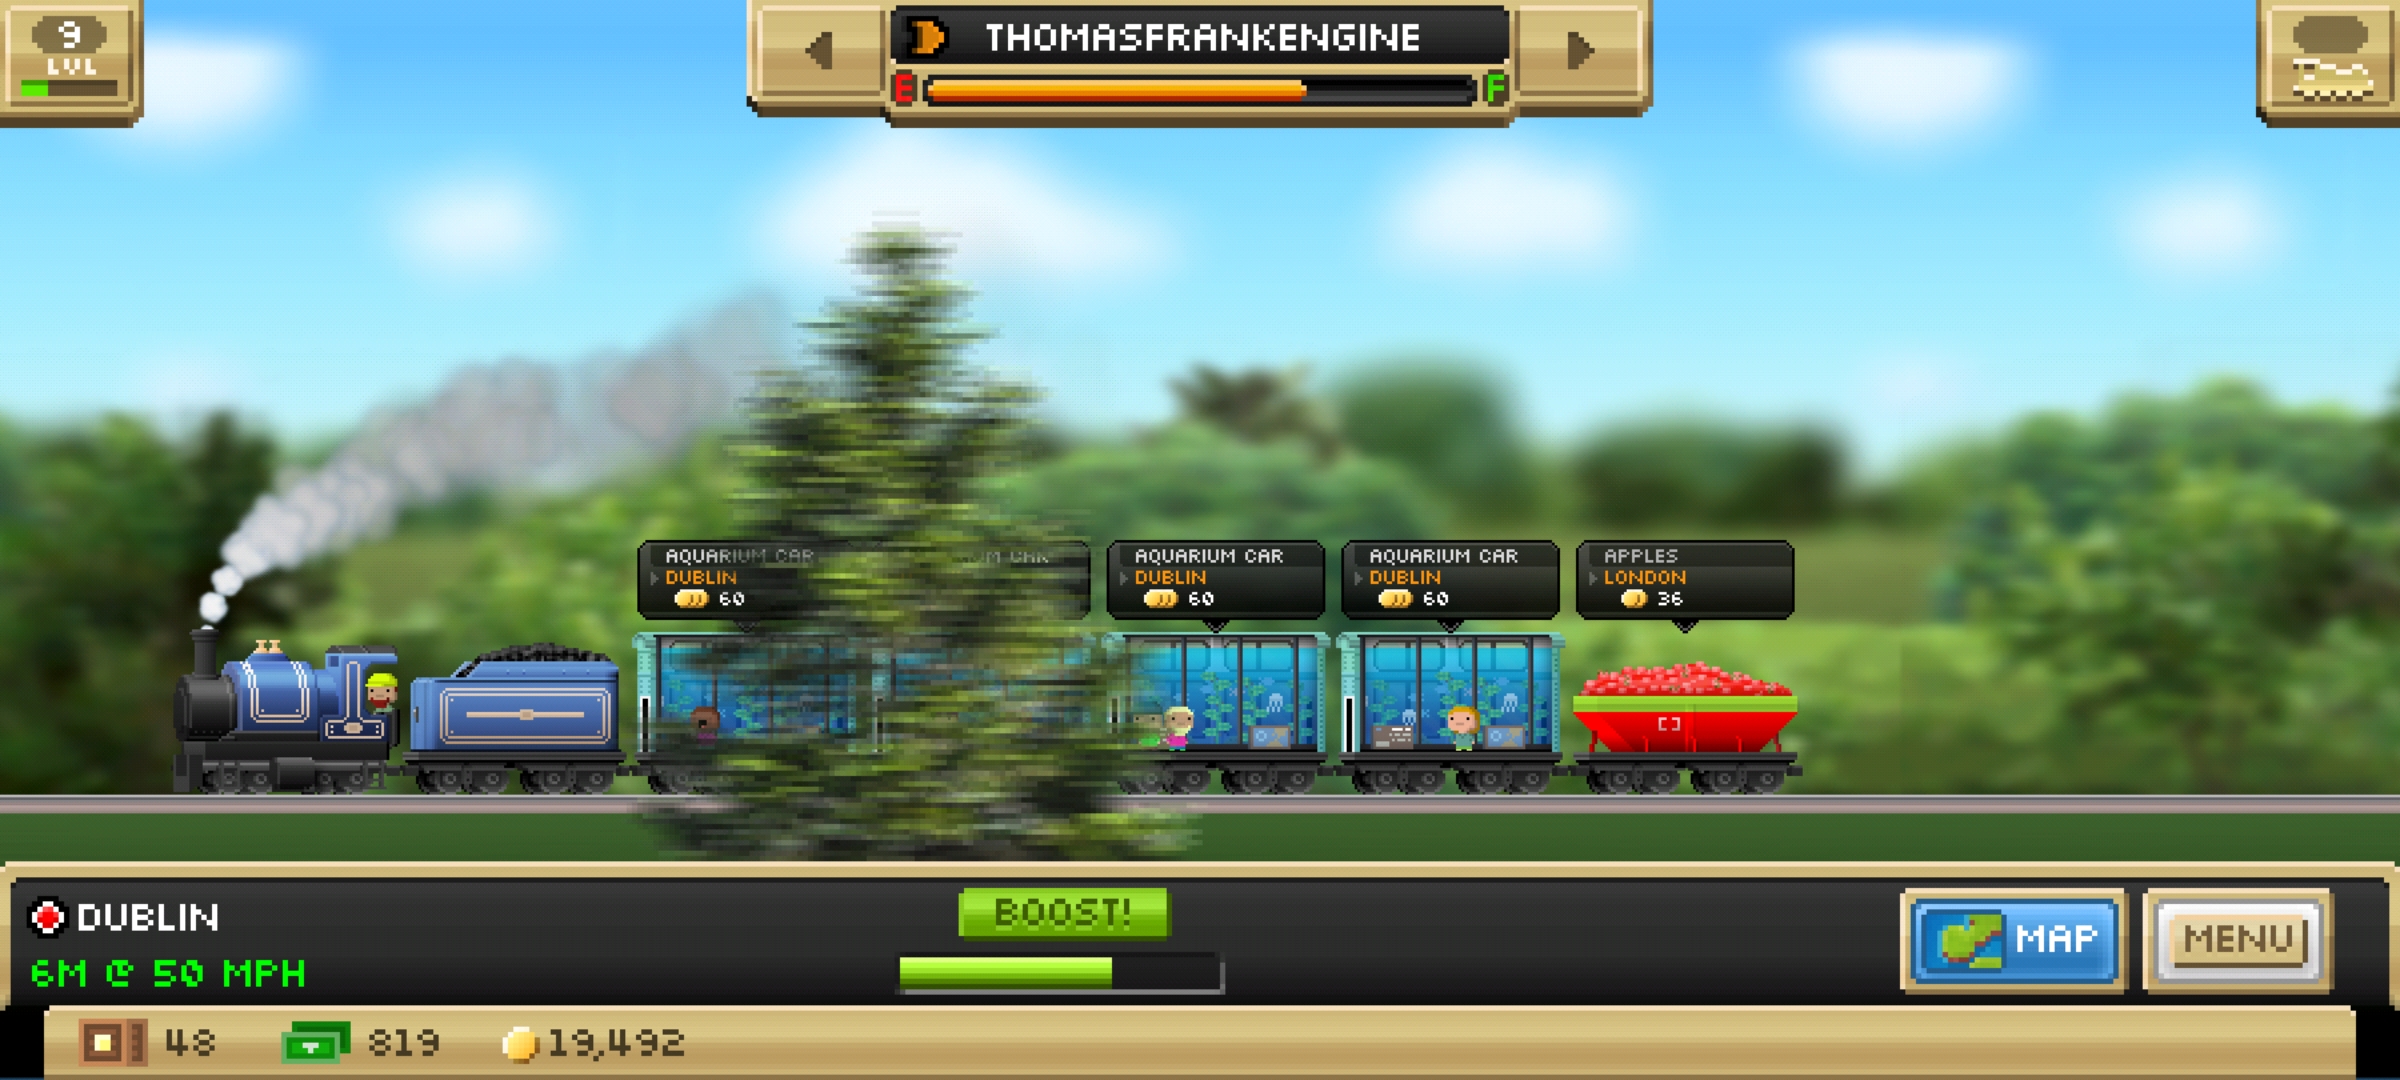 9
LVL
THOMASFRANKENGINE
E
F
AQUARIUM CAR
DUBLIN
60
CAR
AQUARIUM CAR
DUBLIN
60
AQUARIUM CAR
DUBLIN
60
APPLES
LONDON
36
DUBLIN
6M @ 50 MPH
BOOST!
MAP
MENU
48
819
19,492